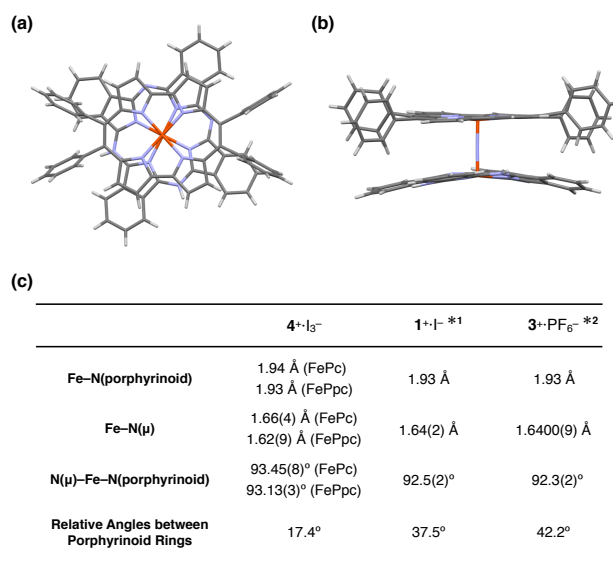 (a)
(b)
(c)
4⁺·I₃⁻ 1⁺·I⁻ *1 3⁺·PF₆⁻ *2
Fe–N(porphyrinoid) 1.94 Å (FePc) 1.93 Å (FePpc) 1.93 Å 1.93 Å
Fe–N(μ) 1.66(4) Å (FePc) 1.62(9) Å (FePpc) 1.64(2) Å 1.6400(9) Å
N(μ)–Fe–N(porphyrinoid) 93.45(8)º (FePc) 93.13(3)º (FePpc) 92.5(2)º 92.3(2)º
Relative Angles between
Porphyrinoid Rings 17.4º 37.5º 42.2º